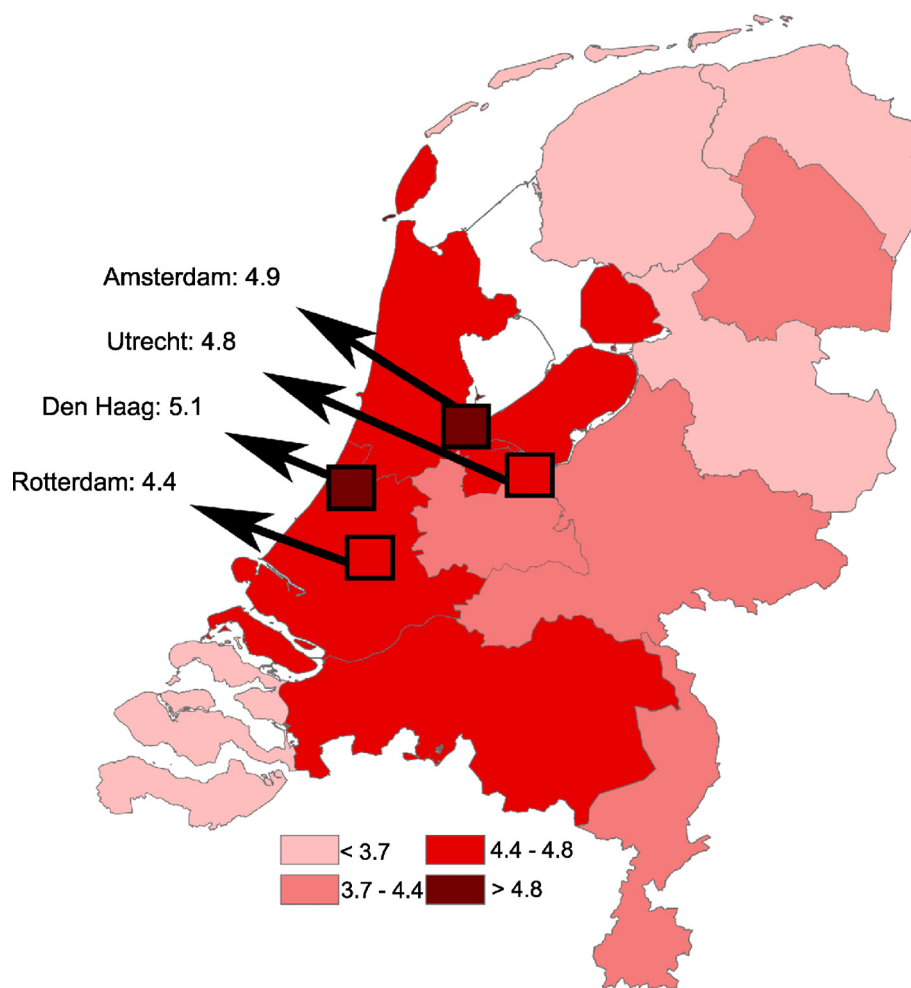 Amsterdam: 4.9
Utrecht: 4.8
Den Haag: 5.1
Rotterdam: 4.4
< 3.7
4.4 - 4.8
3.7 - 4.4
> 4.8